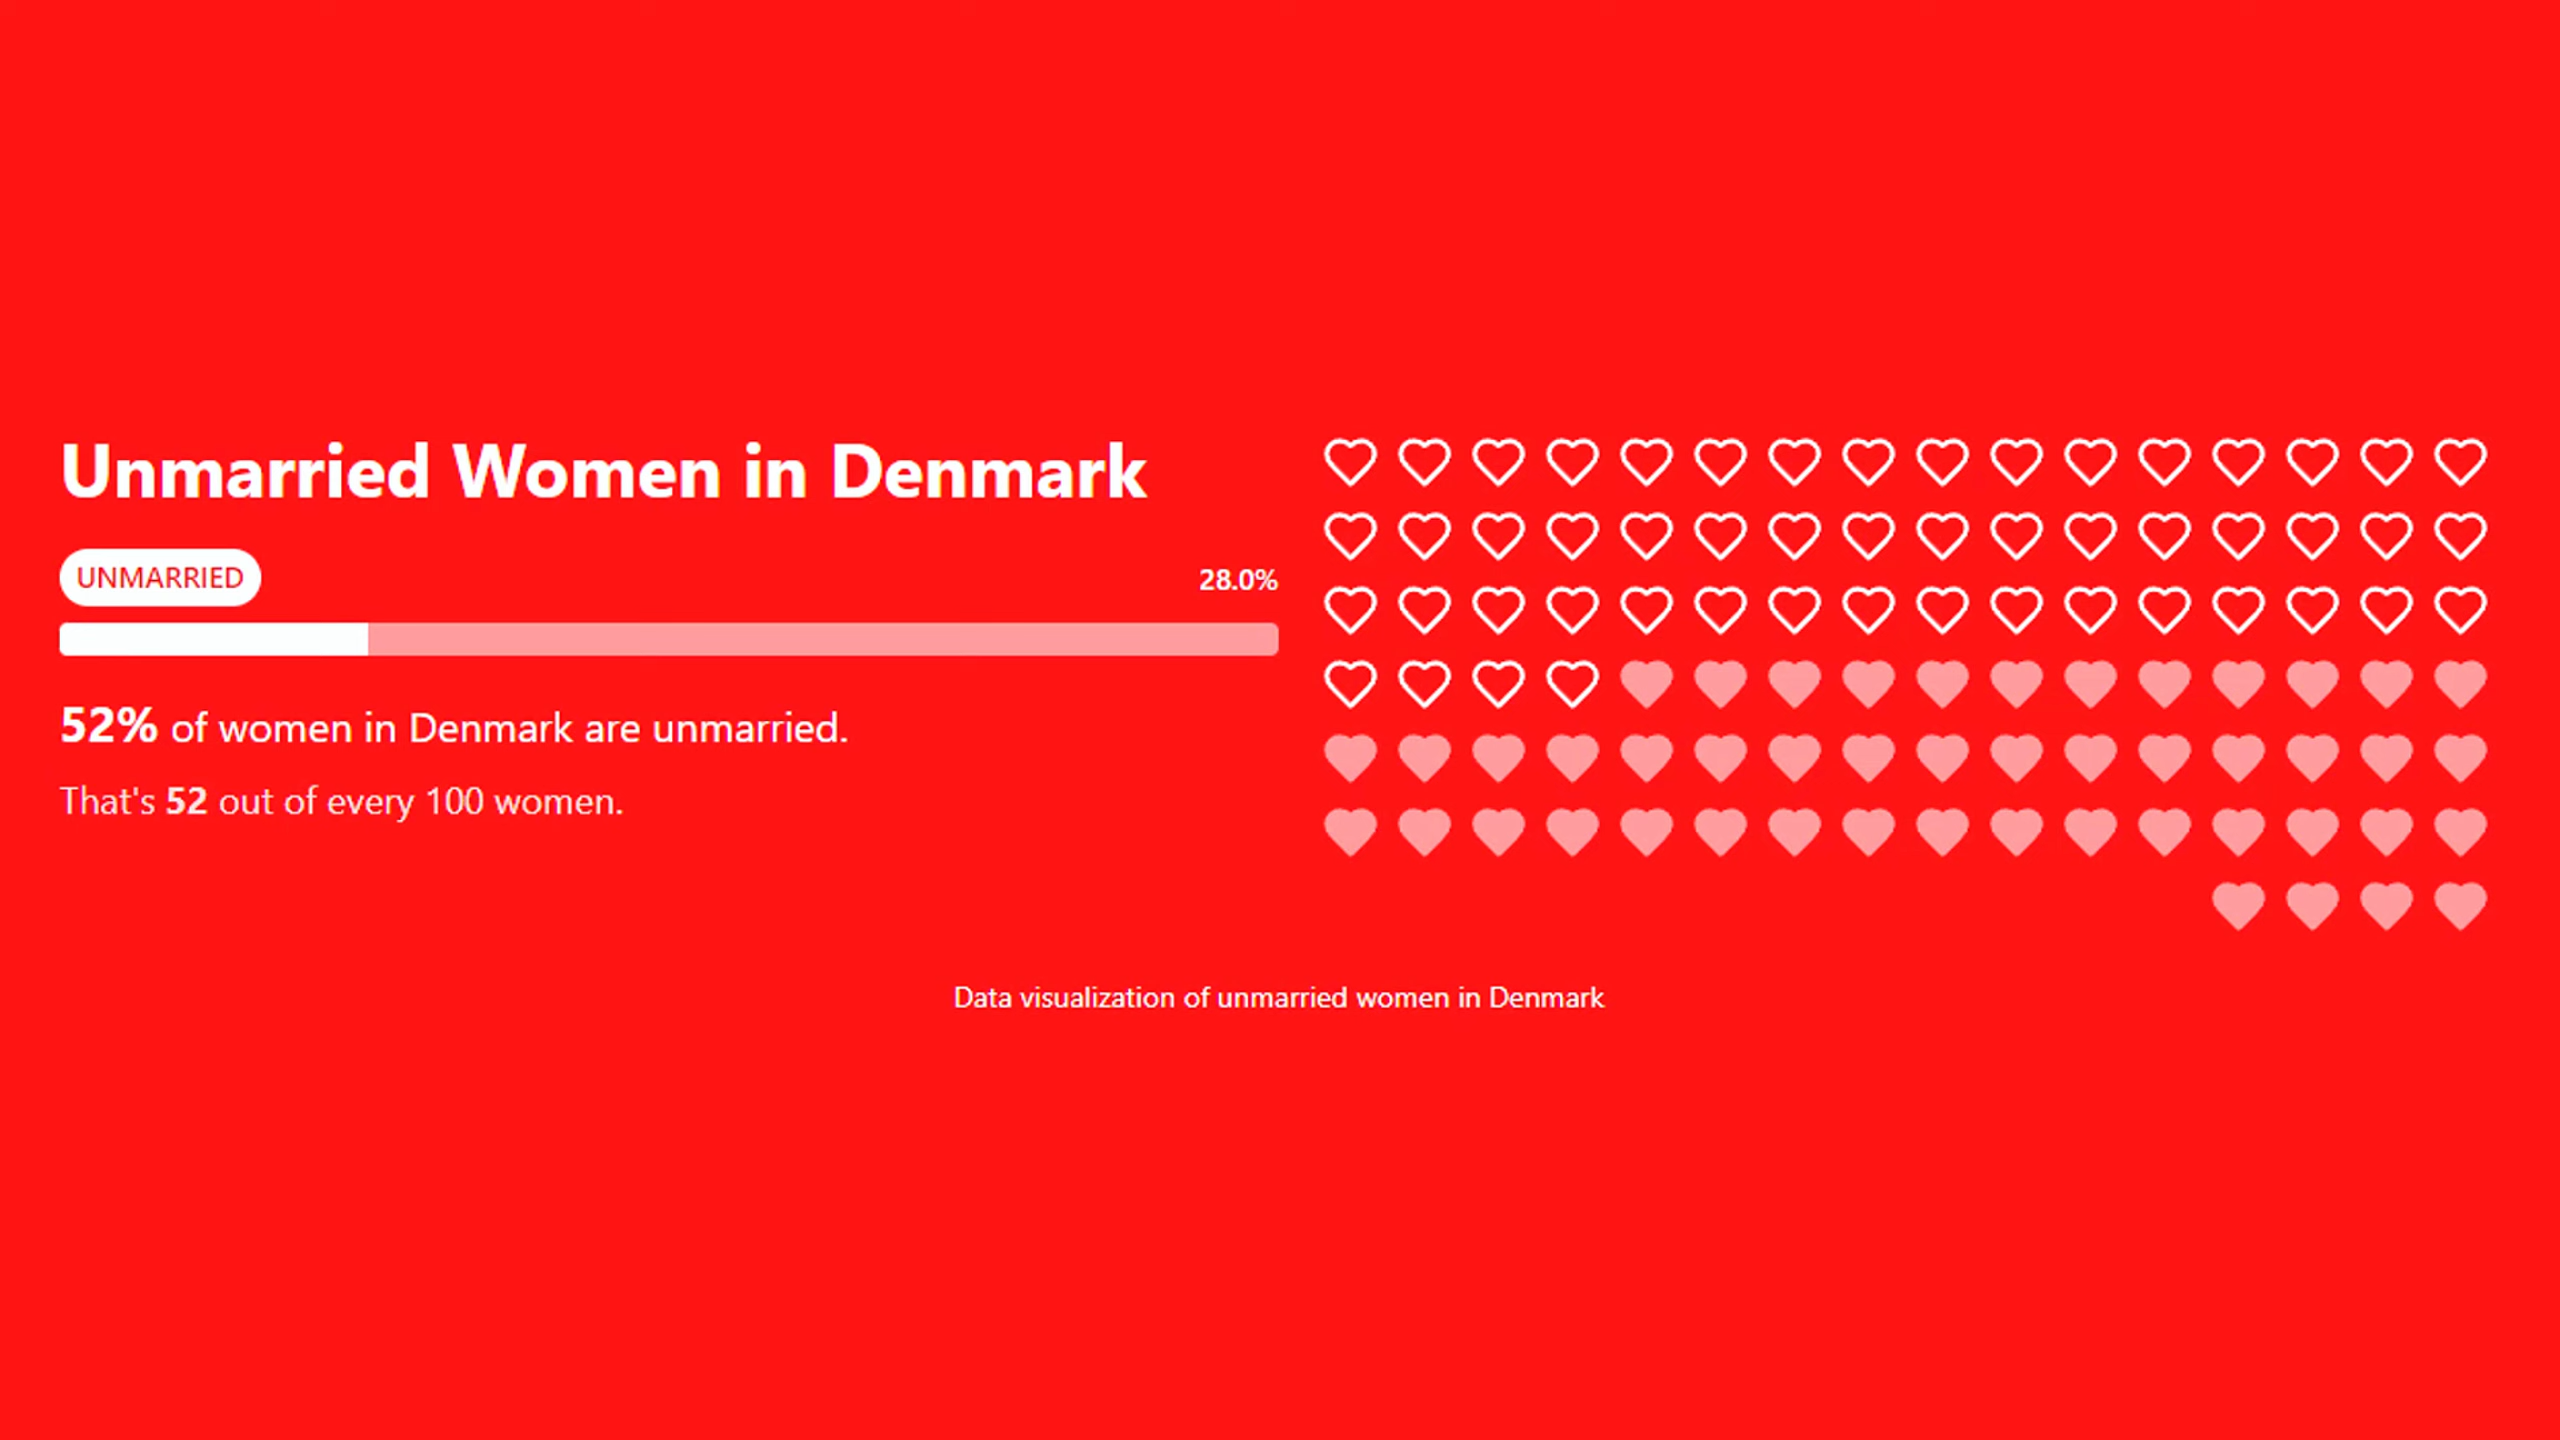 Unmarried Women in Denmark
UNMARRIED
28.0%
52% of women in Denmark are unmarried.
That's 52 out of every 100 women.
Data visualization of unmarried women in Denmark